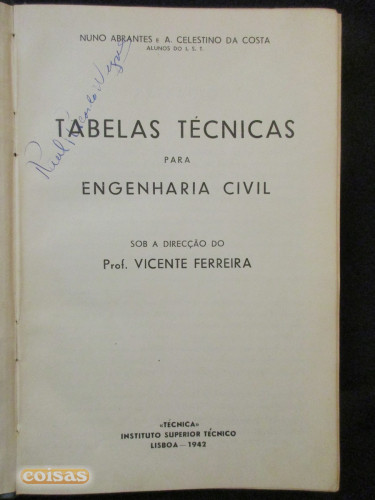 NUNO ABRANTES E A. CELESTINO DA COSTA
ALUNOS DO I. S. T.
TABELAS TÉCNICAS
PARA
ENGENHARIA CIVIL
SOB A DIRECÇÃO DO
Prof. VICENTE FERREIRA
«TÉCNICA»
INSTITUTO SUPERIOR TÉCNICO
LISBOA — 1942
coisas